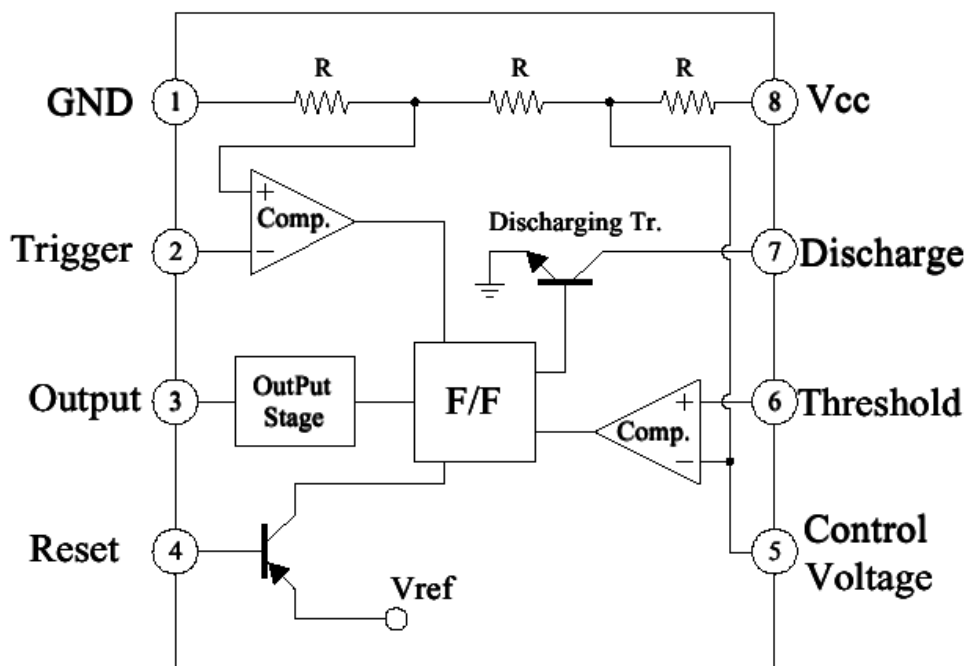 R
R
R
GND
1
8
Vcc
+
Comp.
−
Trigger
2
Discharging Tr.
7
Discharge
Output
3
OutPut
Stage
F/F
+
Comp.
−
6
Threshold
Reset
4
Vref
5
Control
Voltage